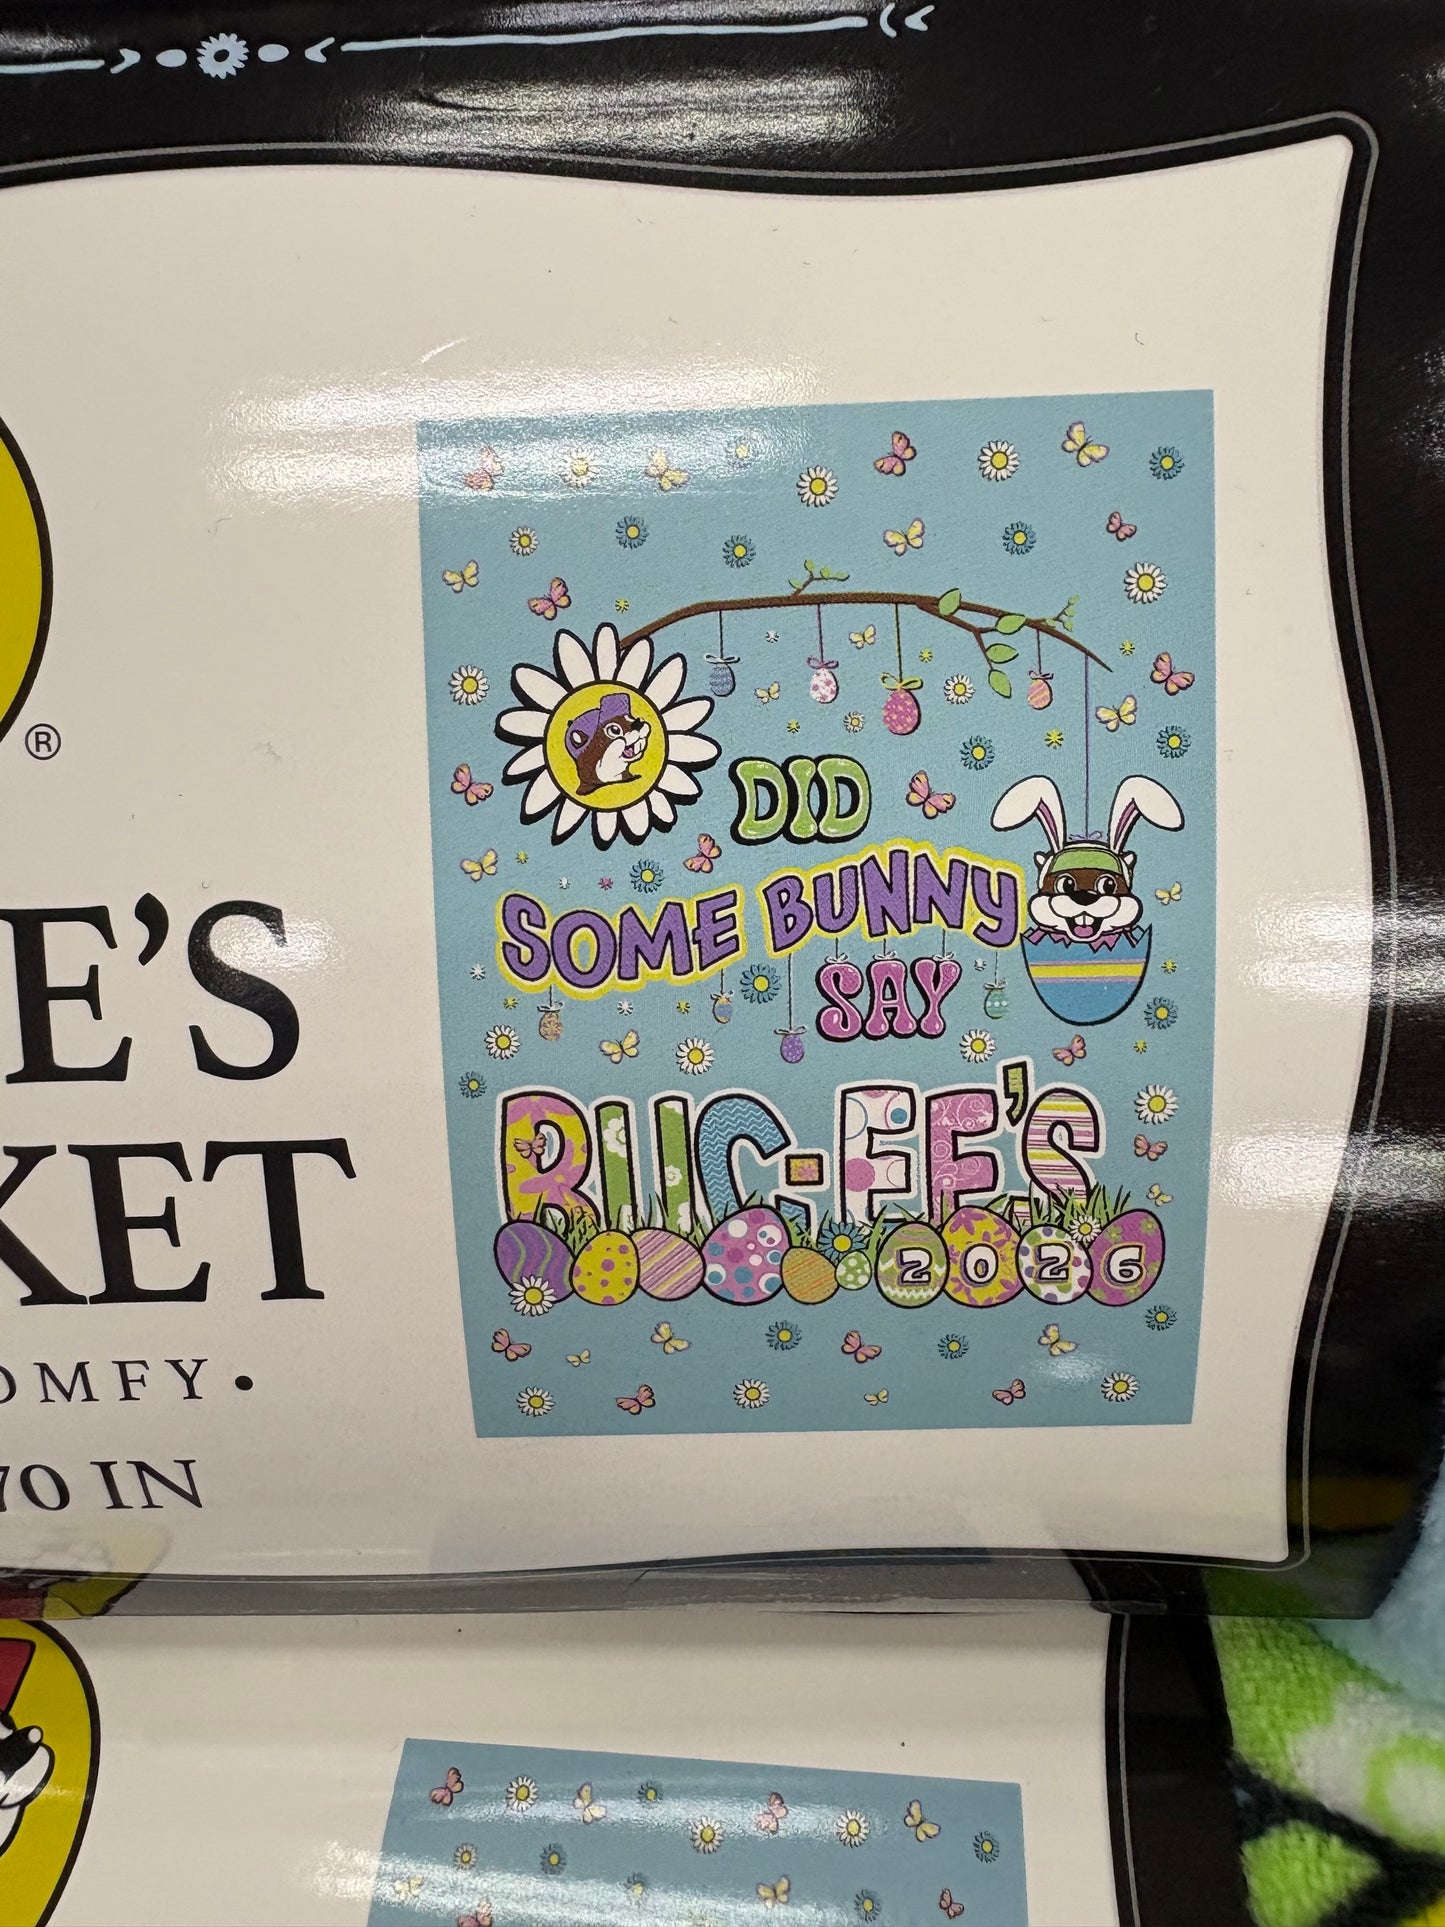 ®
E'S
KET
OMFY •
70 IN
DID
SOME BUNNY
SAY
BUC-EE'S
2026